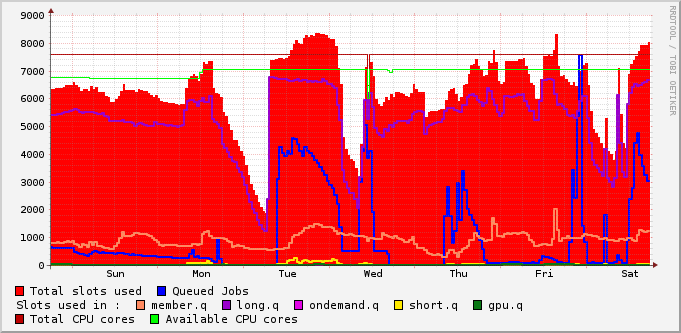 RRDTOOL / TOBI OETIKER
9000
8000
7000
6000
5000
4000
3000
2000
1000
0
Sun Mon Tue Wed Thu Fri Sat
Total slots used Queued Jobs
Slots used in : member.q long.q ondemand.q short.q gpu.q
Total CPU cores Available CPU cores